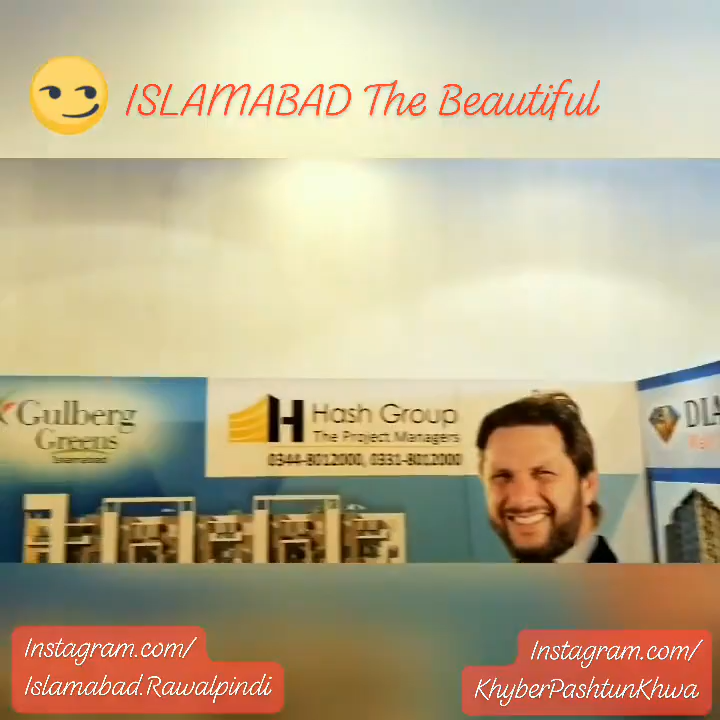 ISLAMABAD The Beautiful
Gulberg
Greens
Islamabad
H Hash Group
The Project Managers
0344-8012000, 0331-8012000
Instagram.com/
Islamabad.Rawalpindi
Instagram.com/
KhyberPashtunKhwa